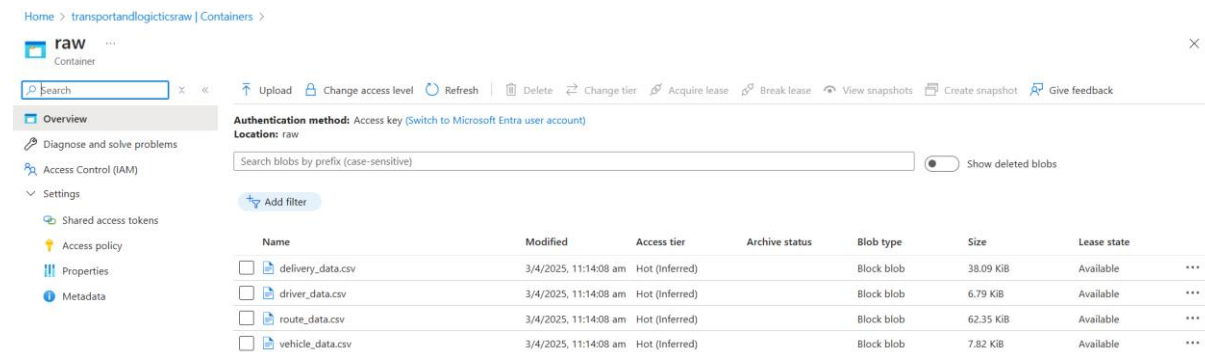 Home > transportandlogicticsraw | Containers >
raw ...
Container
Search
Upload Change access level Refresh Delete Change tier Acquire lease Break lease View snapshots Create snapshot Give feedback
Overview
Diagnose and solve problems
Access Control (IAM)
Settings
Shared access tokens
Access policy
Properties
Metadata
Authentication method: Access key (Switch to Microsoft Entra user account)
Location: raw
Search blobs by prefix (case-sensitive)
Show deleted blobs
Add filter
Name Modified Access tier Archive status Blob type Size Lease state
delivery_data.csv 3/4/2025, 11:14:08 am Hot (Inferred) Block blob 38.09 KiB Available ...
driver_data.csv 3/4/2025, 11:14:08 am Hot (Inferred) Block blob 6.79 KiB Available ...
route_data.csv 3/4/2025, 11:14:08 am Hot (Inferred) Block blob 62.35 KiB Available ...
vehicle_data.csv 3/4/2025, 11:14:08 am Hot (Inferred) Block blob 7.82 KiB Available ...